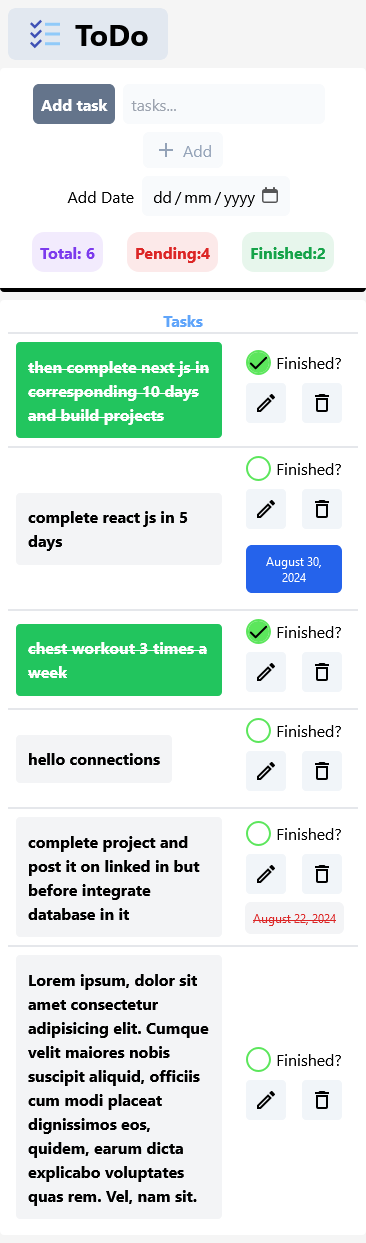 ToDo
Add task tasks...
Add
Add Date dd/mm/yyyy
Total: 6 Pending:4 Finished:2
Tasks
then complete next js in
corresponding 10 days
and build projects
Finished?
complete react js in 5
days
Finished?
August 30,
2024
chest workout 3 times a
week
Finished?
hello connections
Finished?
complete project and
post it on linked in but
before integrate
database in it
Finished?
August 22, 2024
Lorem ipsum, dolor sit
amet consectetur
adipisicing elit. Cumque
velit maiores nobis
suscipit aliquid, officiis
cum modi placeat
dignissimos eos,
quidem, earum dicta
explicabo voluptates
quas rem. Vel, nam sit.
Finished?